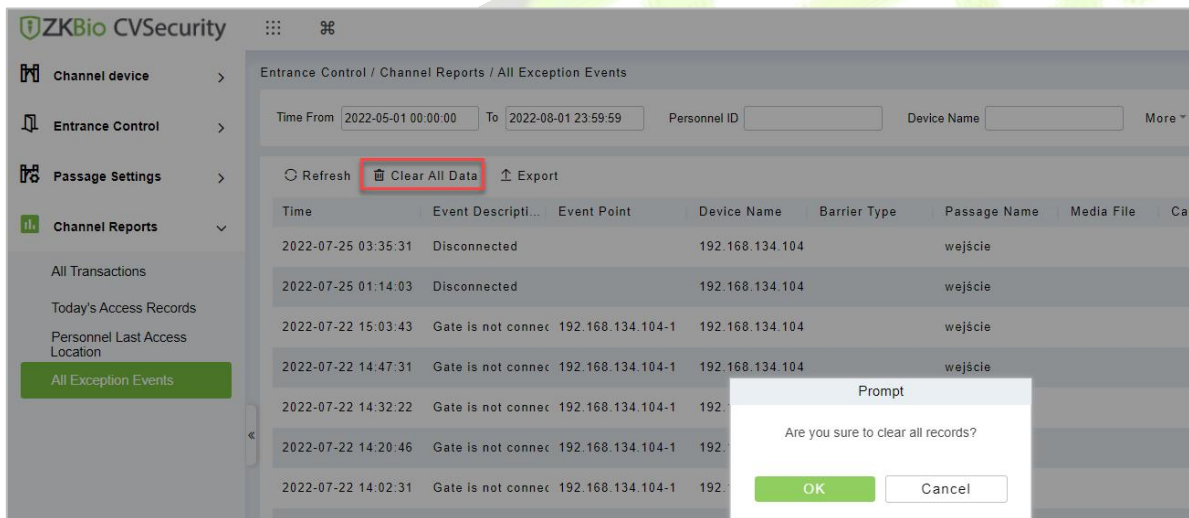 ZKBio CVSecurity
Channel device
Entrance Control
Passage Settings
Channel Reports
All Transactions
Today's Access Records
Personnel Last Access
Location
All Exception Events
Entrance Control / Channel Reports / All Exception Events
Time From 2022-05-01 00:00:00 To 2022-08-01 23:59:59 Personnel ID Device Name More
Refresh Clear All Data Export
Time Event Descripti... Event Point Device Name Barrier Type Passage Name Media File Ca
2022-07-25 03:35:31 Disconnected 192.168.134.104 wejście
2022-07-25 01:14:03 Disconnected 192.168.134.104 wejście
2022-07-22 15:03:43 Gate is not connec 192.168.134.104-1 192.168.134.104 wejście
2022-07-22 14:47:31 Gate is not connec 192.168.134.104-1 192.168.134.104 wejście
2022-07-22 14:32:22 Gate is not connec 192.168.134.104-1 192.
2022-07-22 14:20:46 Gate is not connec 192.168.134.104-1 192.
2022-07-22 14:02:31 Gate is not connec 192.168.134.104-1 192.
Prompt
Are you sure to clear all records?
OK Cancel